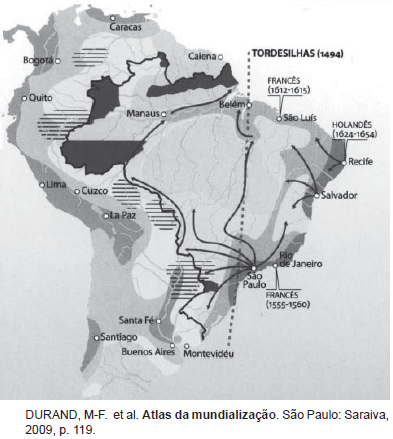 Caracas
Bogotá
Caiena
TORDESILHAS (1494)
Quito
Manaus
Belém
FRANCÊS
(1612-1615)
São Luís
HOLANDÊS
(1624-1654)
Recife
Lima
Cuzco
Salvador
La Paz
Rio
de Janeiro
São
Paulo
FRANCÊS
(1555-1560)
Santa Fé
Santiago
Buenos Aires
Montevidéu
DURAND, M-F. et al. Atlas da mundialização. São Paulo: Saraiva,
2009, p. 119.